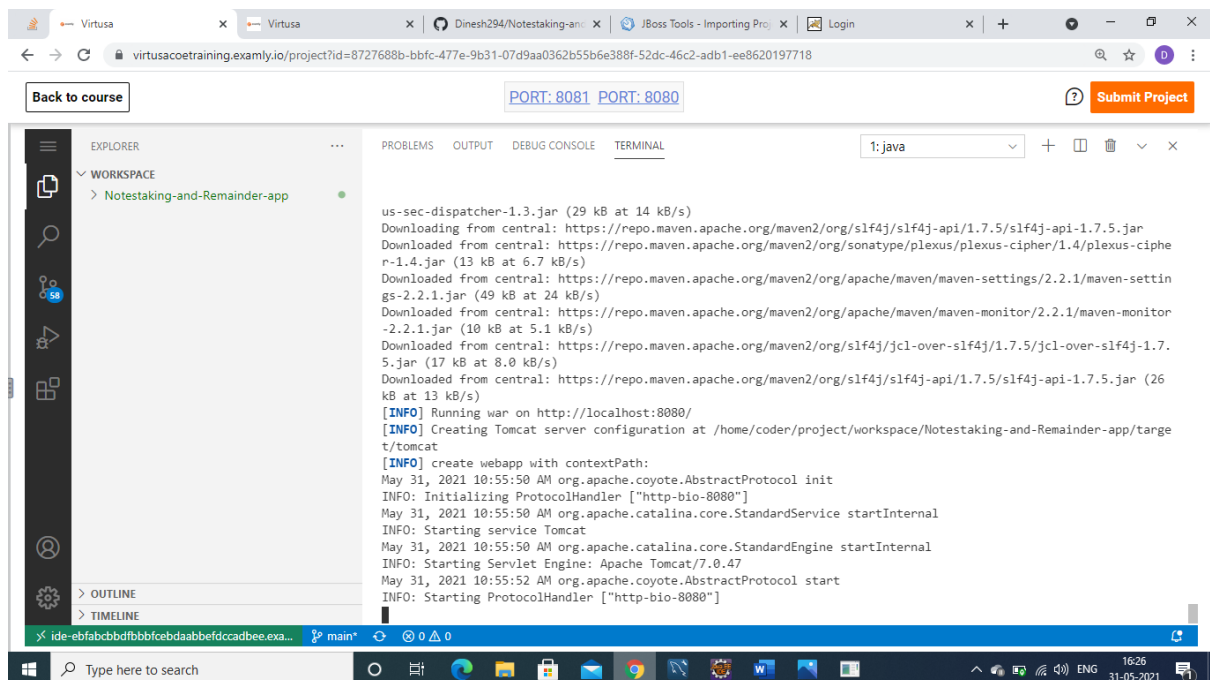 Virtusa
Virtusa
Dinesh294/Notestaking-and
JBoss Tools - Importing Proj
Login
virtusacoetraining.examly.io/project?id=8727688b-bbfc-477e-9b31-07d9aa0362b55b6e388f-52dc-46c2-adb1-ee8620197718
D
Back to course
PORT: 8081 PORT: 8080
Submit Project
EXPLORER
PROBLEMS OUTPUT DEBUG CONSOLE TERMINAL
1: java
WORKSPACE
Notestaking-and-Remainder-app
58
us-sec-dispatcher-1.3.jar (29 kB at 14 kB/s)
Downloading from central: https://repo.maven.apache.org/maven2/org/slf4j/slf4j-api/1.7.5/slf4j-api-1.7.5.jar
Downloaded from central: https://repo.maven.apache.org/maven2/org/sonatype/plexus/plexus-cipher/1.4/plexus-ciphe
r-1.4.jar (13 kB at 6.7 kB/s)
Downloaded from central: https://repo.maven.apache.org/maven2/org/apache/maven/maven-settings/2.2.1/maven-settin
gs-2.2.1.jar (49 kB at 24 kB/s)
Downloaded from central: https://repo.maven.apache.org/maven2/org/apache/maven/maven-monitor/2.2.1/maven-monitor
-2.2.1.jar (10 kB at 5.1 kB/s)
Downloaded from central: https://repo.maven.apache.org/maven2/org/slf4j/jcl-over-slf4j/1.7.5/jcl-over-slf4j-1.7.
5.jar (17 kB at 8.0 kB/s)
Downloaded from central: https://repo.maven.apache.org/maven2/org/slf4j/slf4j-api/1.7.5/slf4j-api-1.7.5.jar (26
kB at 13 kB/s)
[INFO] Running war on http://localhost:8080/
[INFO] Creating Tomcat server configuration at /home/coder/project/workspace/Notestaking-and-Remainder-app/targe
t/tomcat
[INFO] create webapp with contextPath:
May 31, 2021 10:55:50 AM org.apache.coyote.AbstractProtocol init
INFO: Initializing ProtocolHandler ["http-bio-8080"]
May 31, 2021 10:55:50 AM org.apache.catalina.core.StandardService startInternal
INFO: Starting service Tomcat
May 31, 2021 10:55:50 AM org.apache.catalina.core.StandardEngine startInternal
INFO: Starting Servlet Engine: Apache Tomcat/7.0.47
May 31, 2021 10:55:52 AM org.apache.coyote.AbstractProtocol start
INFO: Starting ProtocolHandler ["http-bio-8080"]
OUTLINE
TIMELINE
ide-ebfabcbbdfbbbfcebdaabbefdccadbee.exa... main* 0 0
Type here to search
ENG
16:26
31-05-2021